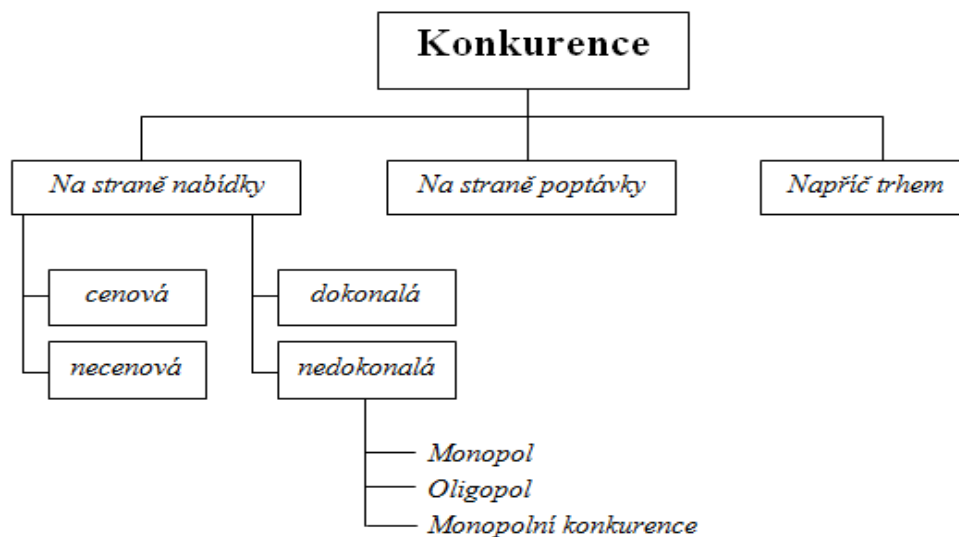 Konkurence
Na straně nabídky
Na straně poptávky
Napříč trhem
cenová
dokonalá
necenová
nedokonalá
Monopol
Oligopol
Monopolní konkurence